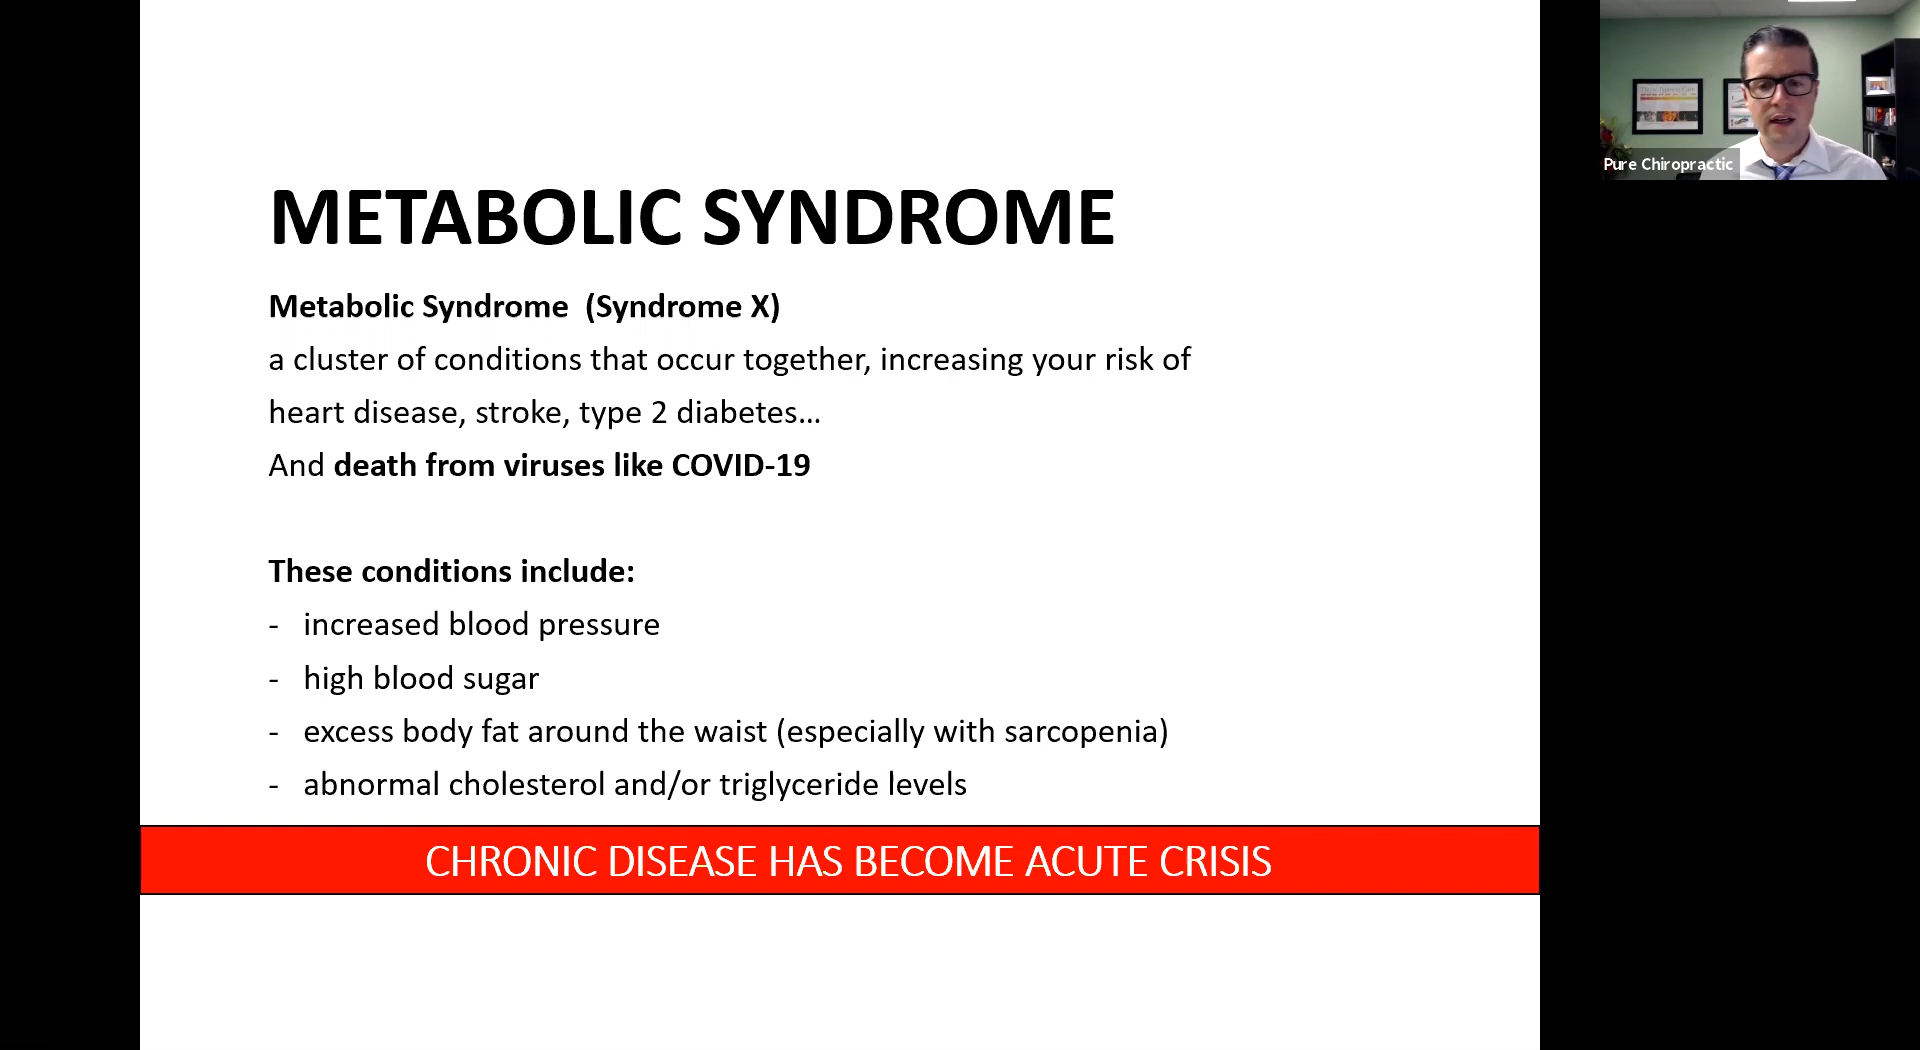 METABOLIC SYNDROME
Metabolic Syndrome (Syndrome X)
a cluster of conditions that occur together, increasing your risk of
heart disease, stroke, type 2 diabetes...
And death from viruses like COVID-19
These conditions include:
- increased blood pressure
- high blood sugar
- excess body fat around the waist (especially with sarcopenia)
- abnormal cholesterol and/or triglyceride levels
CHRONIC DISEASE HAS BECOME ACUTE CRISIS
Pure Chiropractic